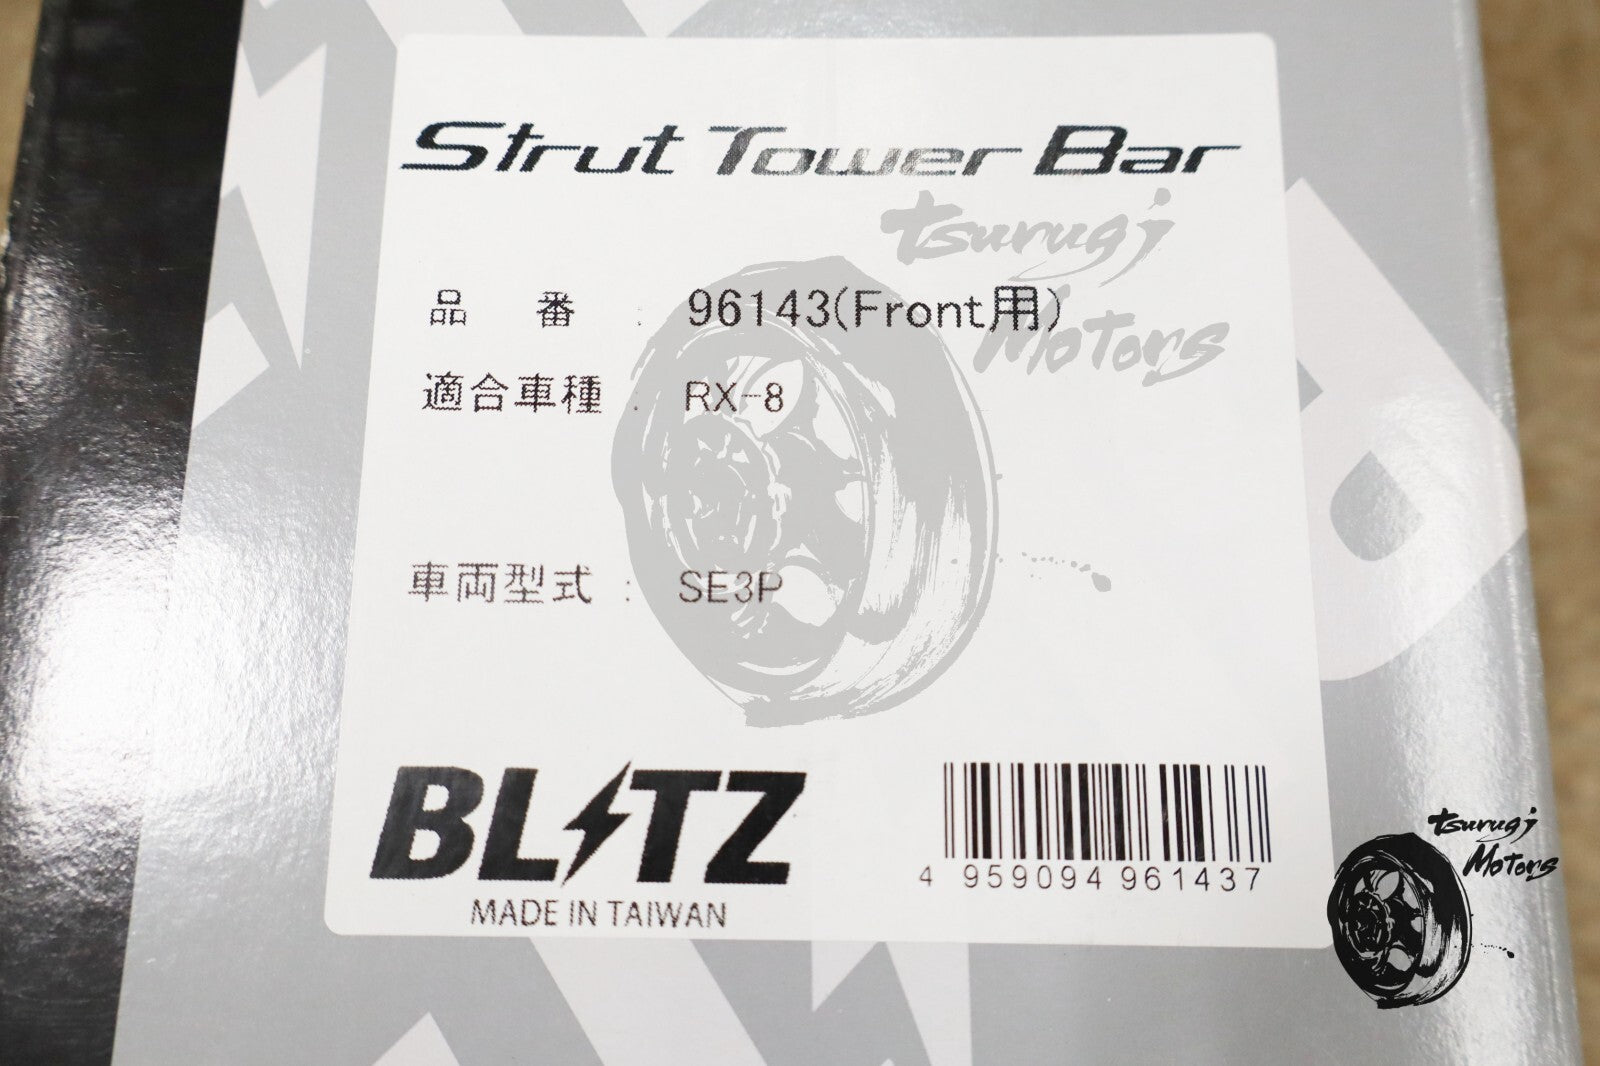 Strut Tower Bar
tsurugi
Motors
品 番 : 96143(Front用)
適合車種 : RX-8
車両型式 : SE3P
BLITZ
MADE IN TAIWAN
4 959094 961437
tsurugi
Motors